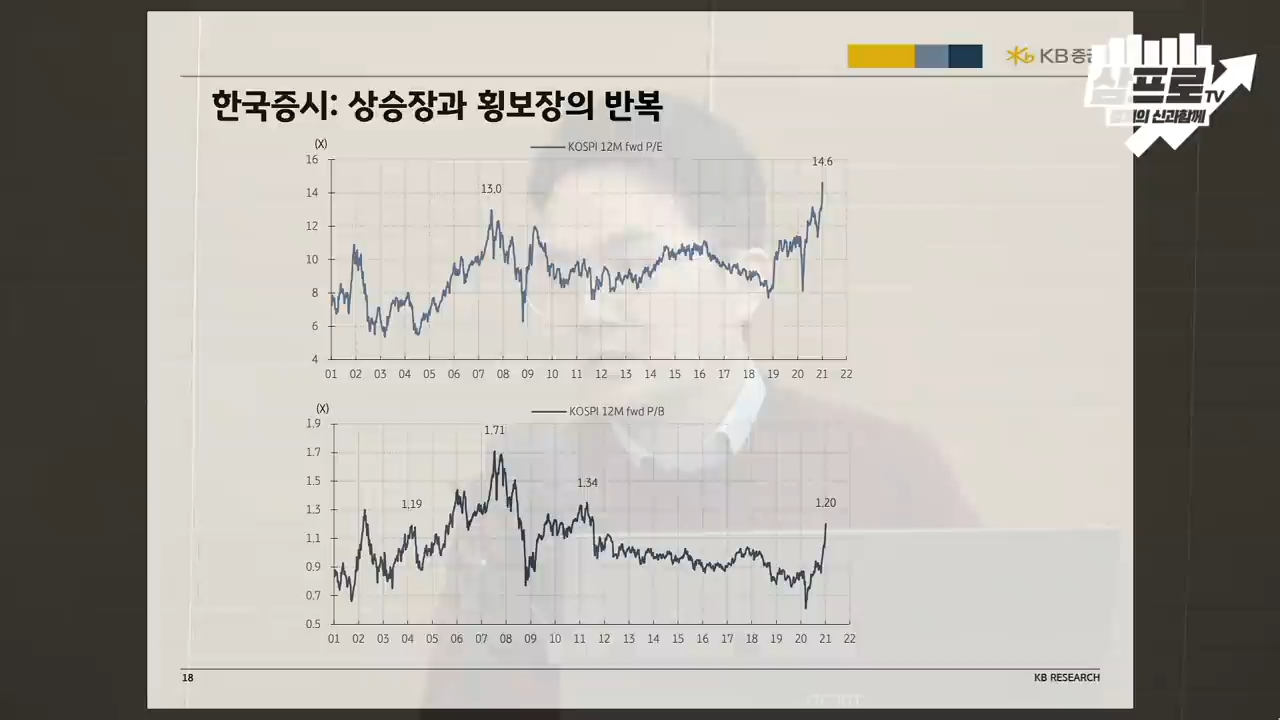 KB증권
삼프로TV
경제의 신과함께
한국증시: 상승장과 횡보장의 반복
(X)
KOSPI 12M fwd P/E
16
14
12
10
8
6
4
13.0
14.6
01 02 03 04 05 06 07 08 09 10 11 12 13 14 15 16 17 18 19 20 21 22
(X)
KOSPI 12M fwd P/B
1.9
1.7
1.5
1.3
1.1
0.9
0.7
0.5
1.19
1.71
1.34
1.20
01 02 03 04 05 06 07 08 09 10 11 12 13 14 15 16 17 18 19 20 21 22
18
KB RESEARCH